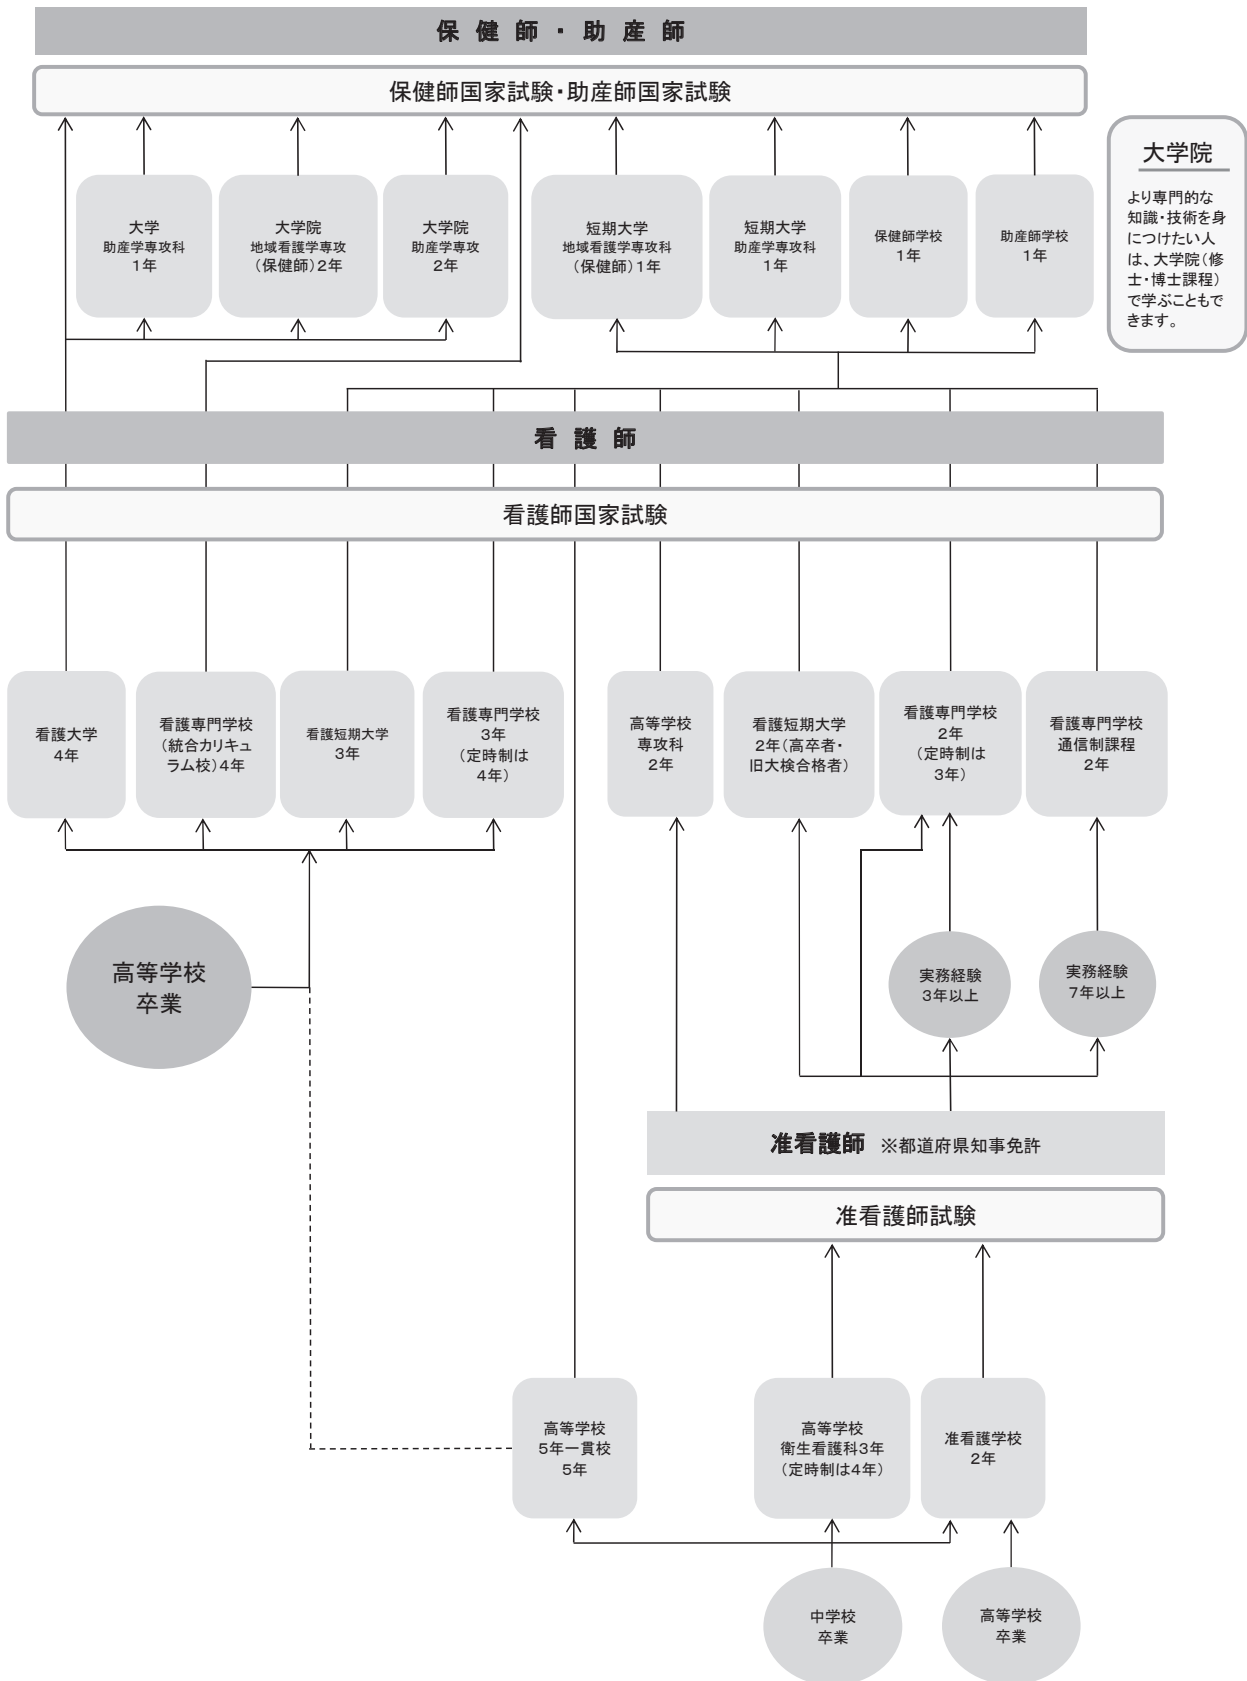 保健師・助産師
保健師国家試験・助産師国家試験
大学
助産学専攻科
1年
大学院
地域看護学専攻
（保健師）2年
大学院
助産学専攻
2年
短期大学
地域看護学専攻科
（保健師）1年
短期大学
助産学専攻科
1年
保健師学校
1年
助産師学校
1年
大学院
より専門的な
知識・技術を身
につけたい人
は、大学院（修
士・博士課程）
で学ぶこともで
きます。
看護師
看護師国家試験
看護大学
4年
看護専門学校
（統合カリキュ
ラム校）4年
看護短期大学
3年
看護専門学校
3年
（定時制は
4年）
高等学校
専攻科
2年
看護短期大学
2年（高卒者・
旧大検合格者）
看護専門学校
2年
（定時制は
3年）
看護専門学校
通信制課程
2年
高等学校
卒業
実務経験
3年以上
実務経験
7年以上
准看護師 ※都道府県知事免許
准看護師試験
高等学校
5年一貫校
5年
高等学校
衛生看護科3年
（定時制は4年）
准看護学校
2年
中学校
卒業
高等学校
卒業